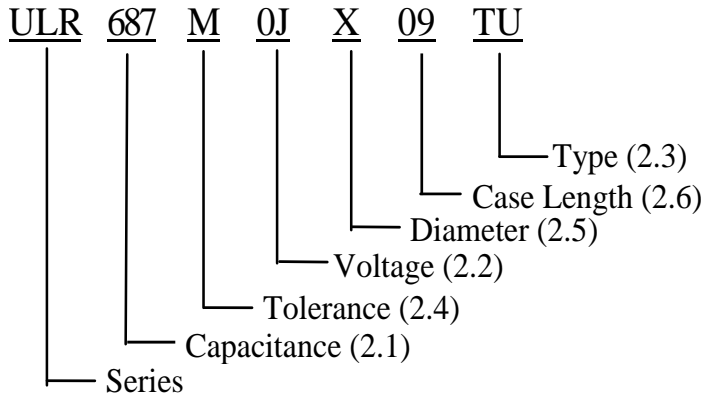 ULR 687 M 0J X 09 TU
Type (2.3)
Case Length (2.6)
Diameter (2.5)
Voltage (2.2)
Tolerance (2.4)
Capacitance (2.1)
Series